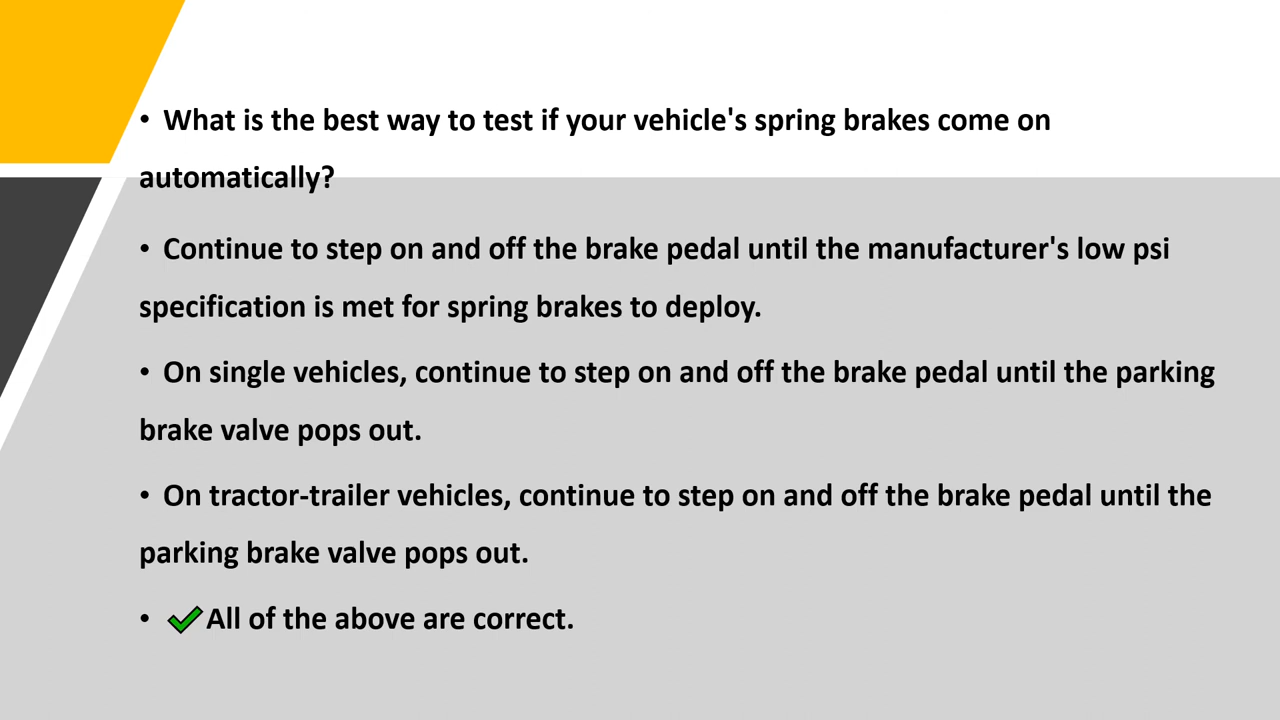 • What is the best way to test if your vehicle's spring brakes come on
automatically?
• Continue to step on and off the brake pedal until the manufacturer's low psi
specification is met for spring brakes to deploy.
• On single vehicles, continue to step on and off the brake pedal until the parking
brake valve pops out.
• On tractor-trailer vehicles, continue to step on and off the brake pedal until the
parking brake valve pops out.
• ✔All of the above are correct.